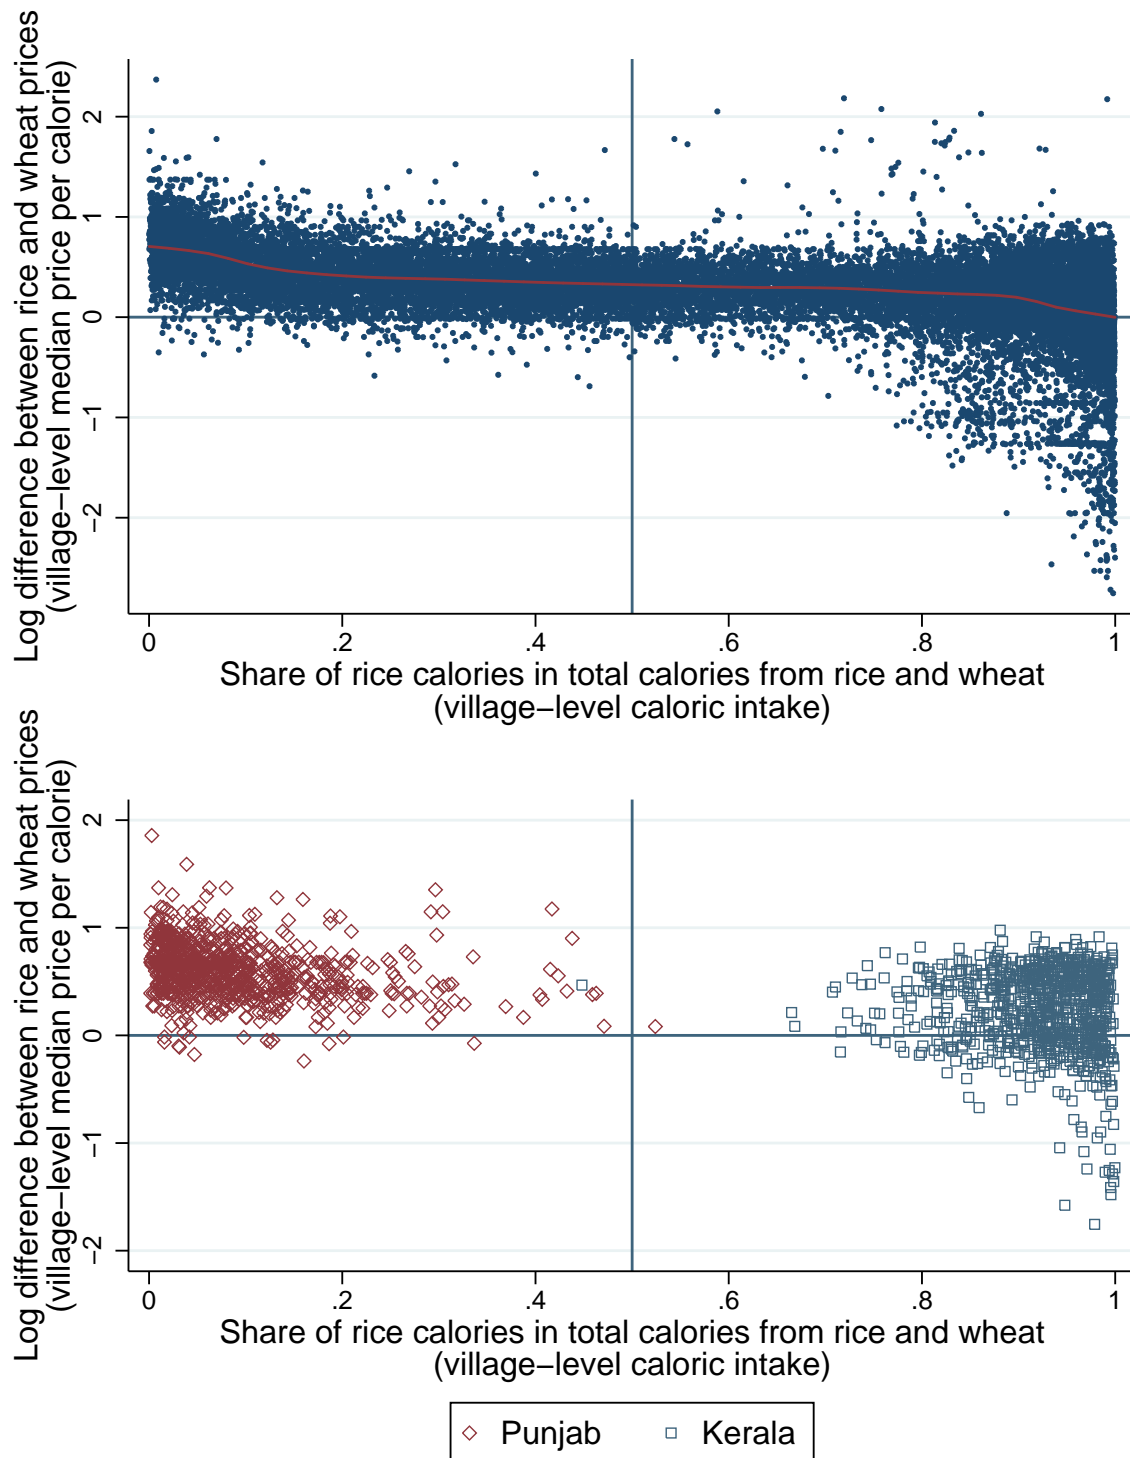 Log difference between rice and wheat prices
(village−level median price per calorie)
2
1
0
−1
−2
0 .2 .4 .6 .8 1
Share of rice calories in total calories from rice and wheat
(village−level caloric intake)
Log difference between rice and wheat prices
(village−level median price per calorie)
2
1
0
−1
−2
0 .2 .4 .6 .8 1
Share of rice calories in total calories from rice and wheat
(village−level caloric intake)
Punjab Kerala